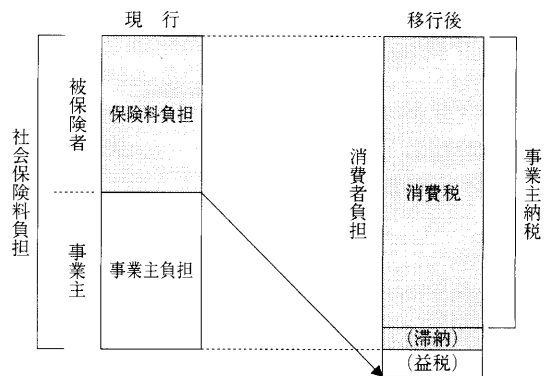 現 行
移行後
社会保険料負担
被保険者
保険料負担
事業主
事業主負担
消費者負担
消費税
(滞納)
(益税)
事業主納税